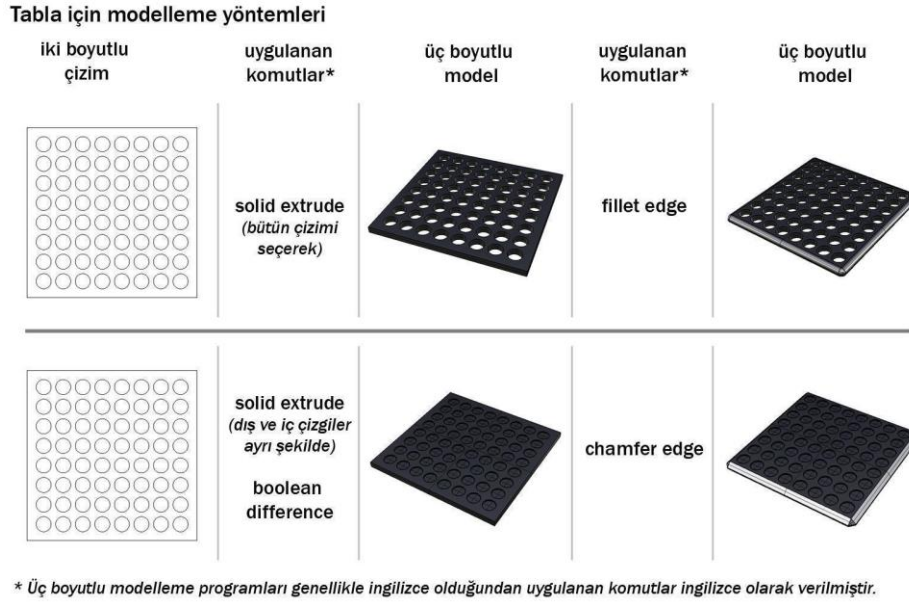 Tabla için modelleme yöntemleri
iki boyutlu
çizim
uygulanan
komutlar*
üç boyutlu
model
uygulanan
komutlar*
üç boyutlu
model
solid extrude
(bütün çizimi
seçerek)
fillet edge
solid extrude
(dış ve iç çizgiler
ayrı şekilde)
boolean
difference
chamfer edge
* Üç boyutlu modelleme programları genellikle ingilizce olduğundan uygulanan komutlar ingilizce olarak verilmiştir.